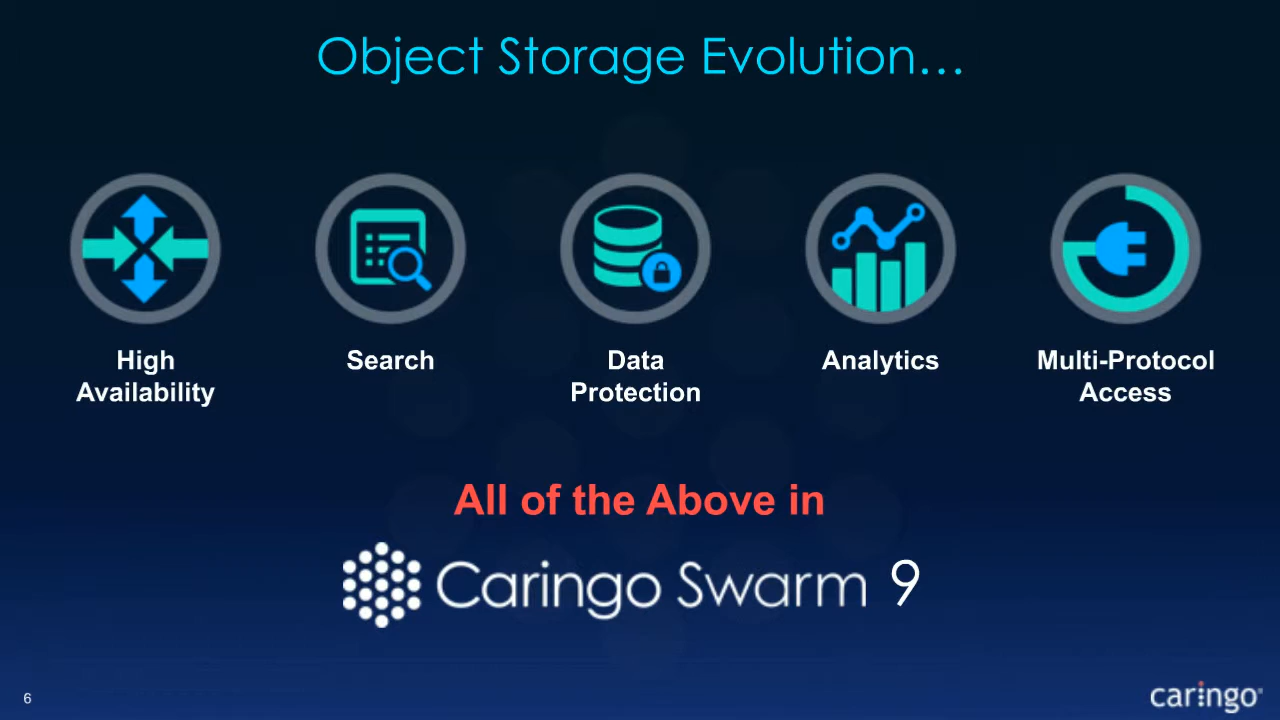 Object Storage Evolution…
High
Availability
Search
Data
Protection
Analytics
Multi-Protocol
Access
All of the Above in
Caringo Swarm 9
6
caringo®